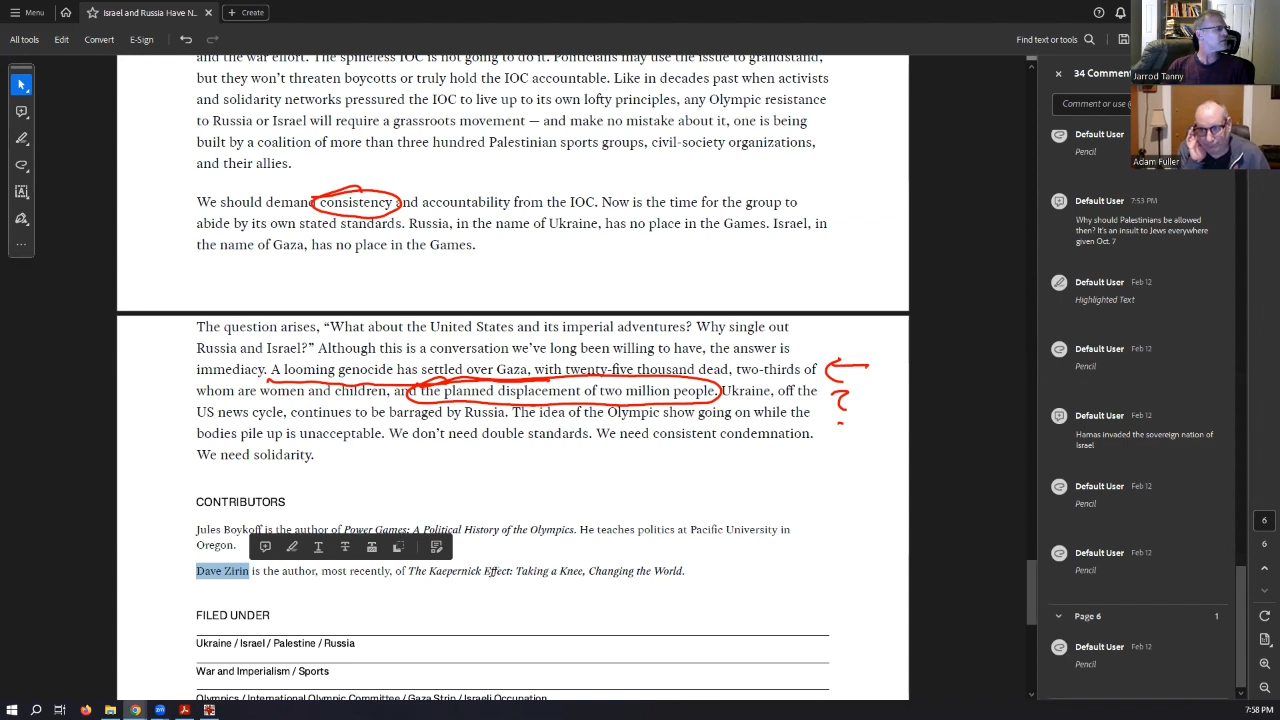 Menu
Israel and Russia Have N...
Create
All tools
Edit
Convert
E-Sign
Find text or tools
and the war effort. The spineless IOC is not going to do it. Politicians may use the issue to grandstand,
but they won't threaten boycotts or truly hold the IOC accountable. Like in decades past when activists
and solidarity networks pressured the IOC to live up to its own lofty principles, any Olympic resistance
to Russia or Israel will require a grassroots movement — and make no mistake about it, one is being
built by a coalition of more than three hundred Palestinian sports groups, civil-society organizations,
and their allies.
We should demand consistency and accountability from the IOC. Now is the time for the group to
abide by its own stated standards. Russia, in the name of Ukraine, has no place in the Games. Israel, in
the name of Gaza, has no place in the Games.
The question arises, “What about the United States and its imperial adventures? Why single out
Russia and Israel?” Although this is a conversation we've long been willing to have, the answer is
immediacy. A looming genocide has settled over Gaza, with twenty-five thousand dead, two-thirds of
whom are women and children, and the planned displacement of two million people. Ukraine, off the
US news cycle, continues to be barraged by Russia. The idea of the Olympic show going on while the
bodies pile up is unacceptable. We don't need double standards. We need consistent condemnation.
We need solidarity.
?
CONTRIBUTORS
Jules Boykoff is the author of Power Games: A Political History of the Olympics. He teaches politics at Pacific University in
Oregon.
Dave Zirin is the author, most recently, of The Kaepernick Effect: Taking a Knee, Changing the World.
FILED UNDER
Ukraine / Israel / Palestine / Russia
War and Imperialism / Sports
Olympics / International Olympic Committee / Gaza Strip / Israeli Occupation
34 Comme
Comment or use @
Default User
Pencil
Default User 7:53 PM
Why should Palestinians be allowed
then? It's an insult to Jews everywhere
given Oct. 7
Default User Feb 12
Highlighted Text
Default User Feb 12
Pencil
Default User Feb 12
Hamas invaded the sovereign nation of
Israel
Default User Feb 12
Pencil
Default User Feb 12
Pencil
Page 6 1
Default User Feb 12
Pencil
6
6
Jarrod Tanny
Adam Fuller
7:58 PM